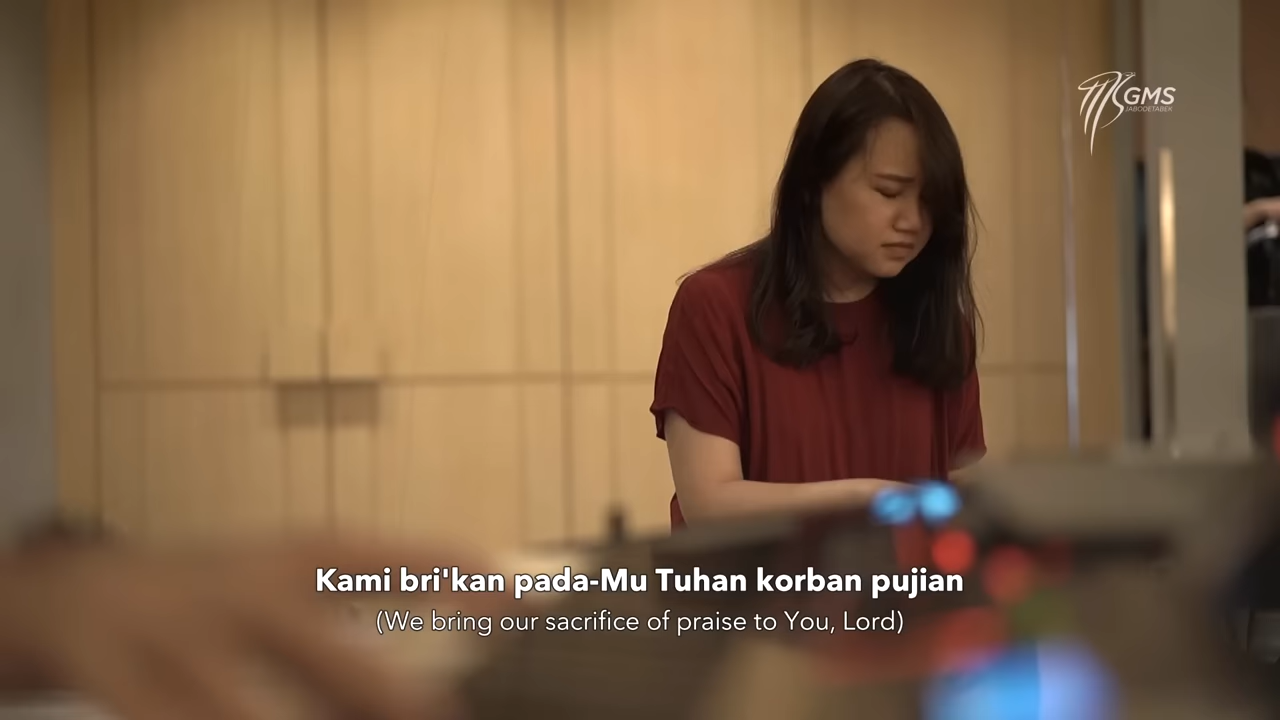 GMS
JABODETABEK
Kami bri'kan pada-Mu Tuhan korban pujian
(We bring our sacrifice of praise to You, Lord)